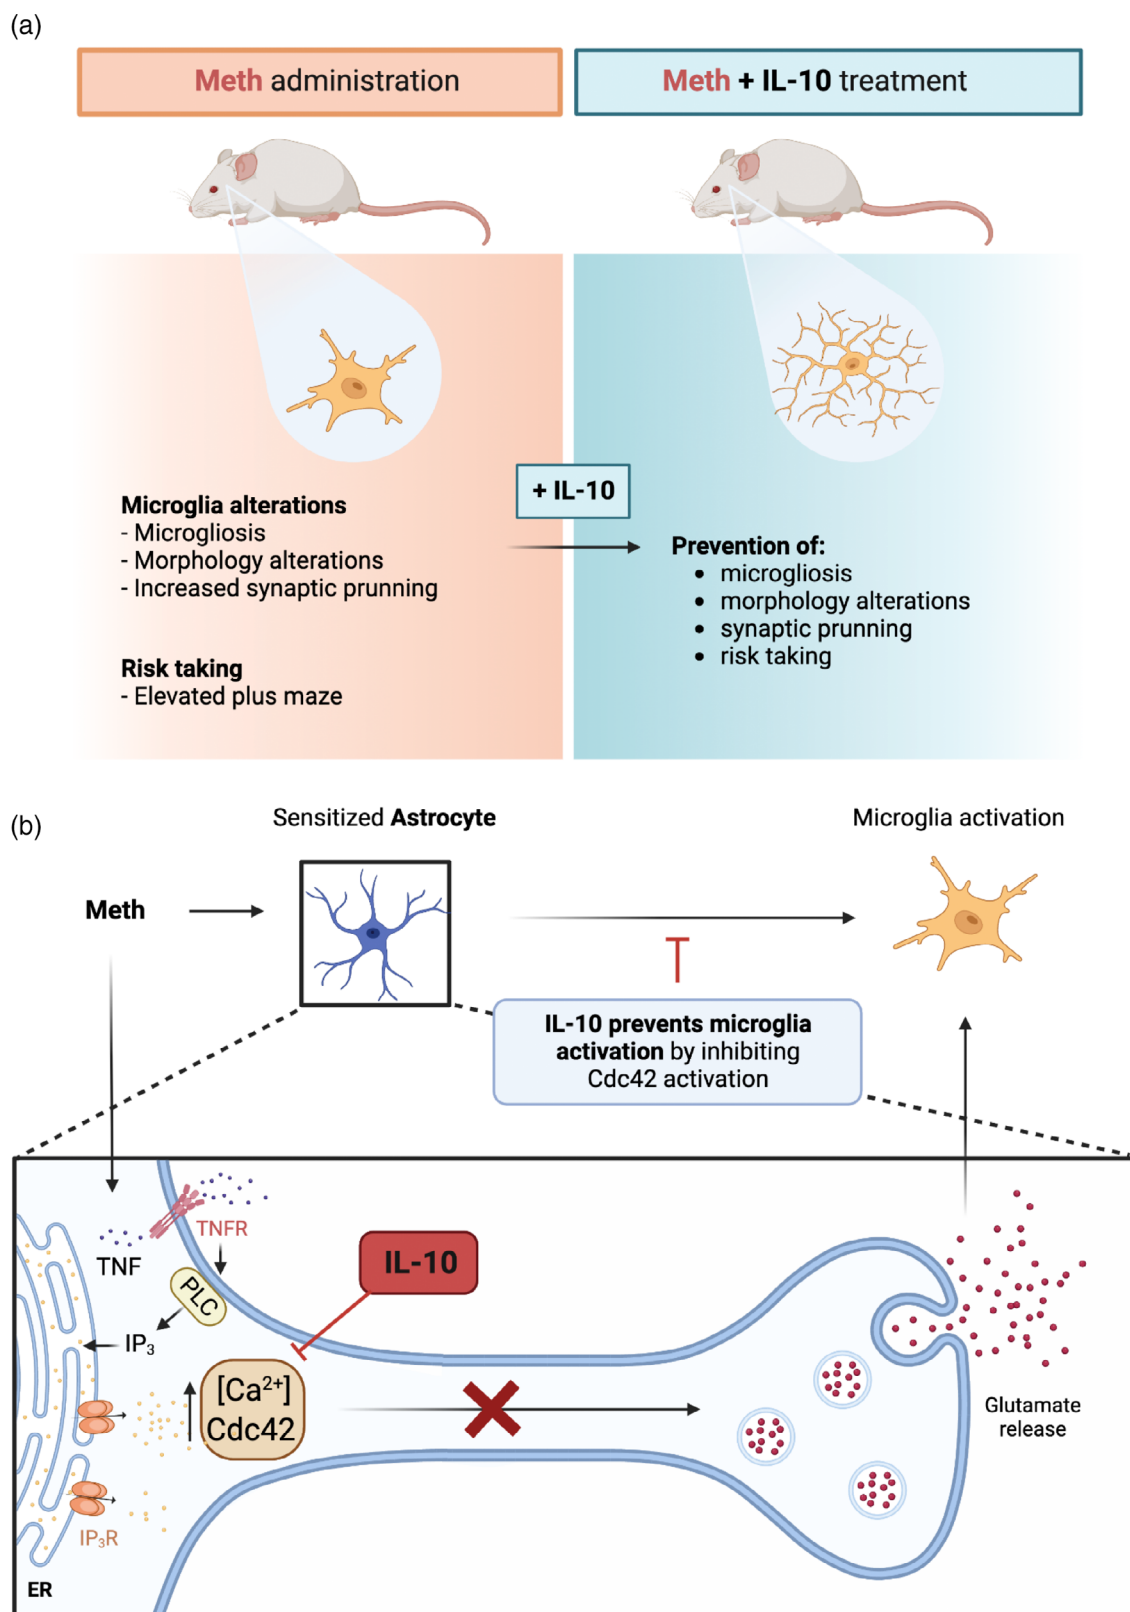 (a)
Meth administration
Meth + IL-10 treatment
+ IL-10
Microglia alterations
- Microgliosis
- Morphology alterations
- Increased synaptic prunning
Risk taking
- Elevated plus maze
Prevention of:
• microgliosis
• morphology alterations
• synaptic prunning
• risk taking
(b)
Sensitized Astrocyte
Microglia activation
Meth
IL-10 prevents microglia
activation by inhibiting
Cdc42 activation
TNF
TNFR
PLC
IP₃
IL-10
[Ca²⁺]
Cdc42
IP₃R
ER
Glutamate
release